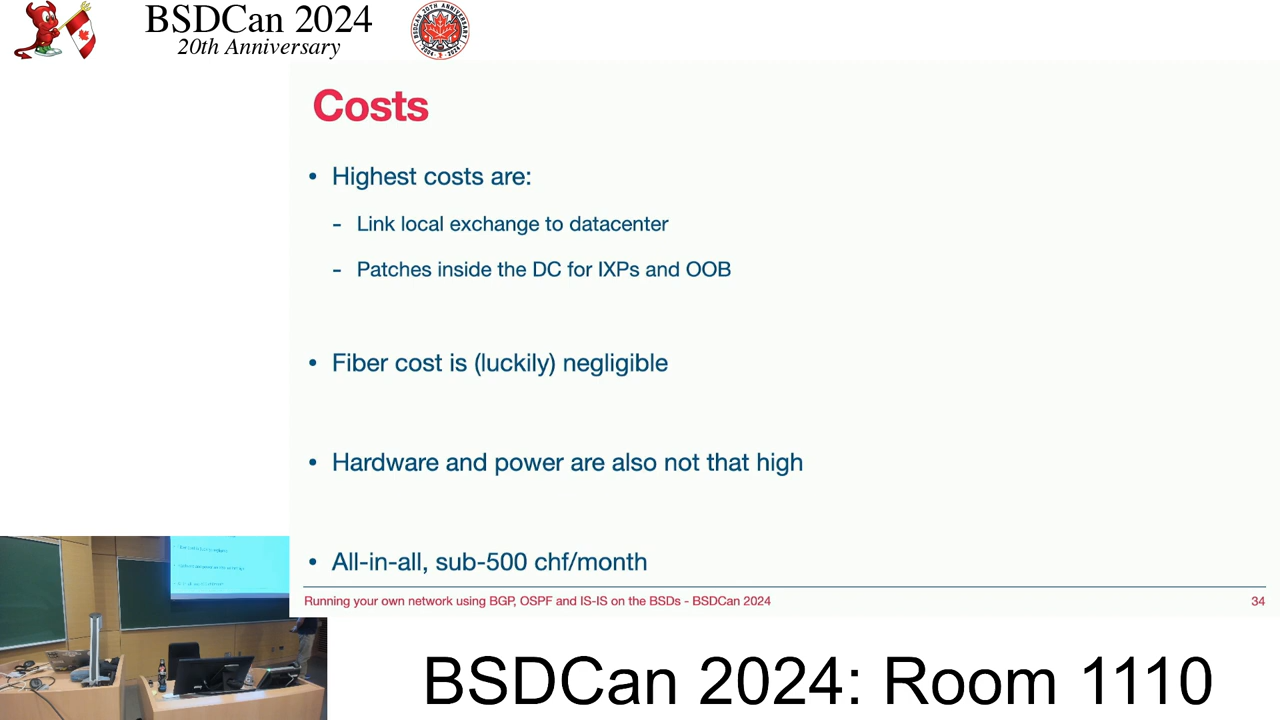 BSDCan 2024
20th Anniversary
Costs
• Highest costs are:
- Link local exchange to datacenter
- Patches inside the DC for IXPs and OOB
• Fiber cost is (luckily) negligible
• Hardware and power are also not that high
• All-in-all, sub-500 chf/month
Running your own network using BGP, OSPF and IS-IS on the BSDs - BSDCan 2024
34
BSDCan 2024: Room 1110